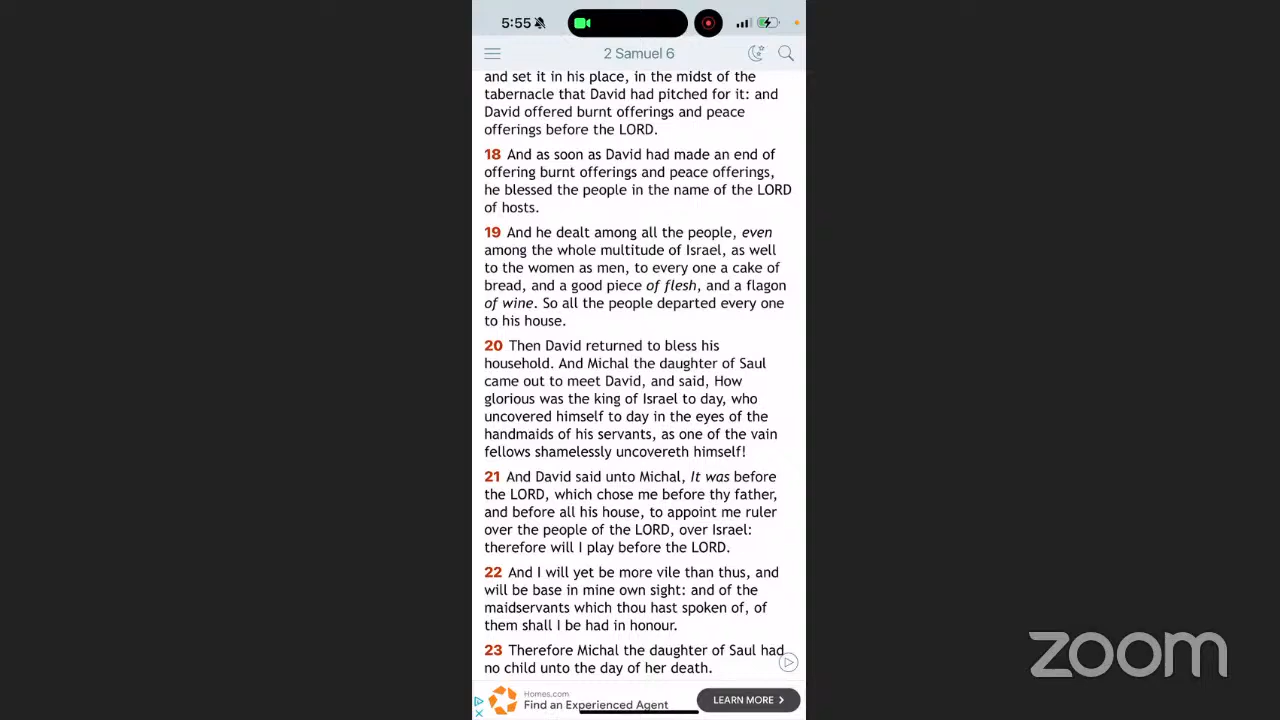 5:55
2 Samuel 6
and set it in his place, in the midst of the
tabernacle that David had pitched for it: and
David offered burnt offerings and peace
offerings before the LORD.
18 And as soon as David had made an end of
offering burnt offerings and peace offerings,
he blessed the people in the name of the LORD
of hosts.
19 And he dealt among all the people, even
among the whole multitude of Israel, as well
to the women as men, to every one a cake of
bread, and a good piece of flesh, and a flagon
of wine. So all the people departed every one
to his house.
20 Then David returned to bless his
household. And Michal the daughter of Saul
came out to meet David, and said, How
glorious was the king of Israel to day, who
uncovered himself to day in the eyes of the
handmaids of his servants, as one of the vain
fellows shamelessly uncovereth himself!
21 And David said unto Michal, It was before
the LORD, which chose me before thy father,
and before all his house, to appoint me ruler
over the people of the LORD, over Israel:
therefore will I play before the LORD.
22 And I will yet be more vile than thus, and
will be base in mine own sight: and of the
maidservants which thou hast spoken of, of
them shall I be had in honour.
23 Therefore Michal the daughter of Saul had
no child unto the day of her death.
Homes.com
Find an Experienced Agent
LEARN MORE
zoom